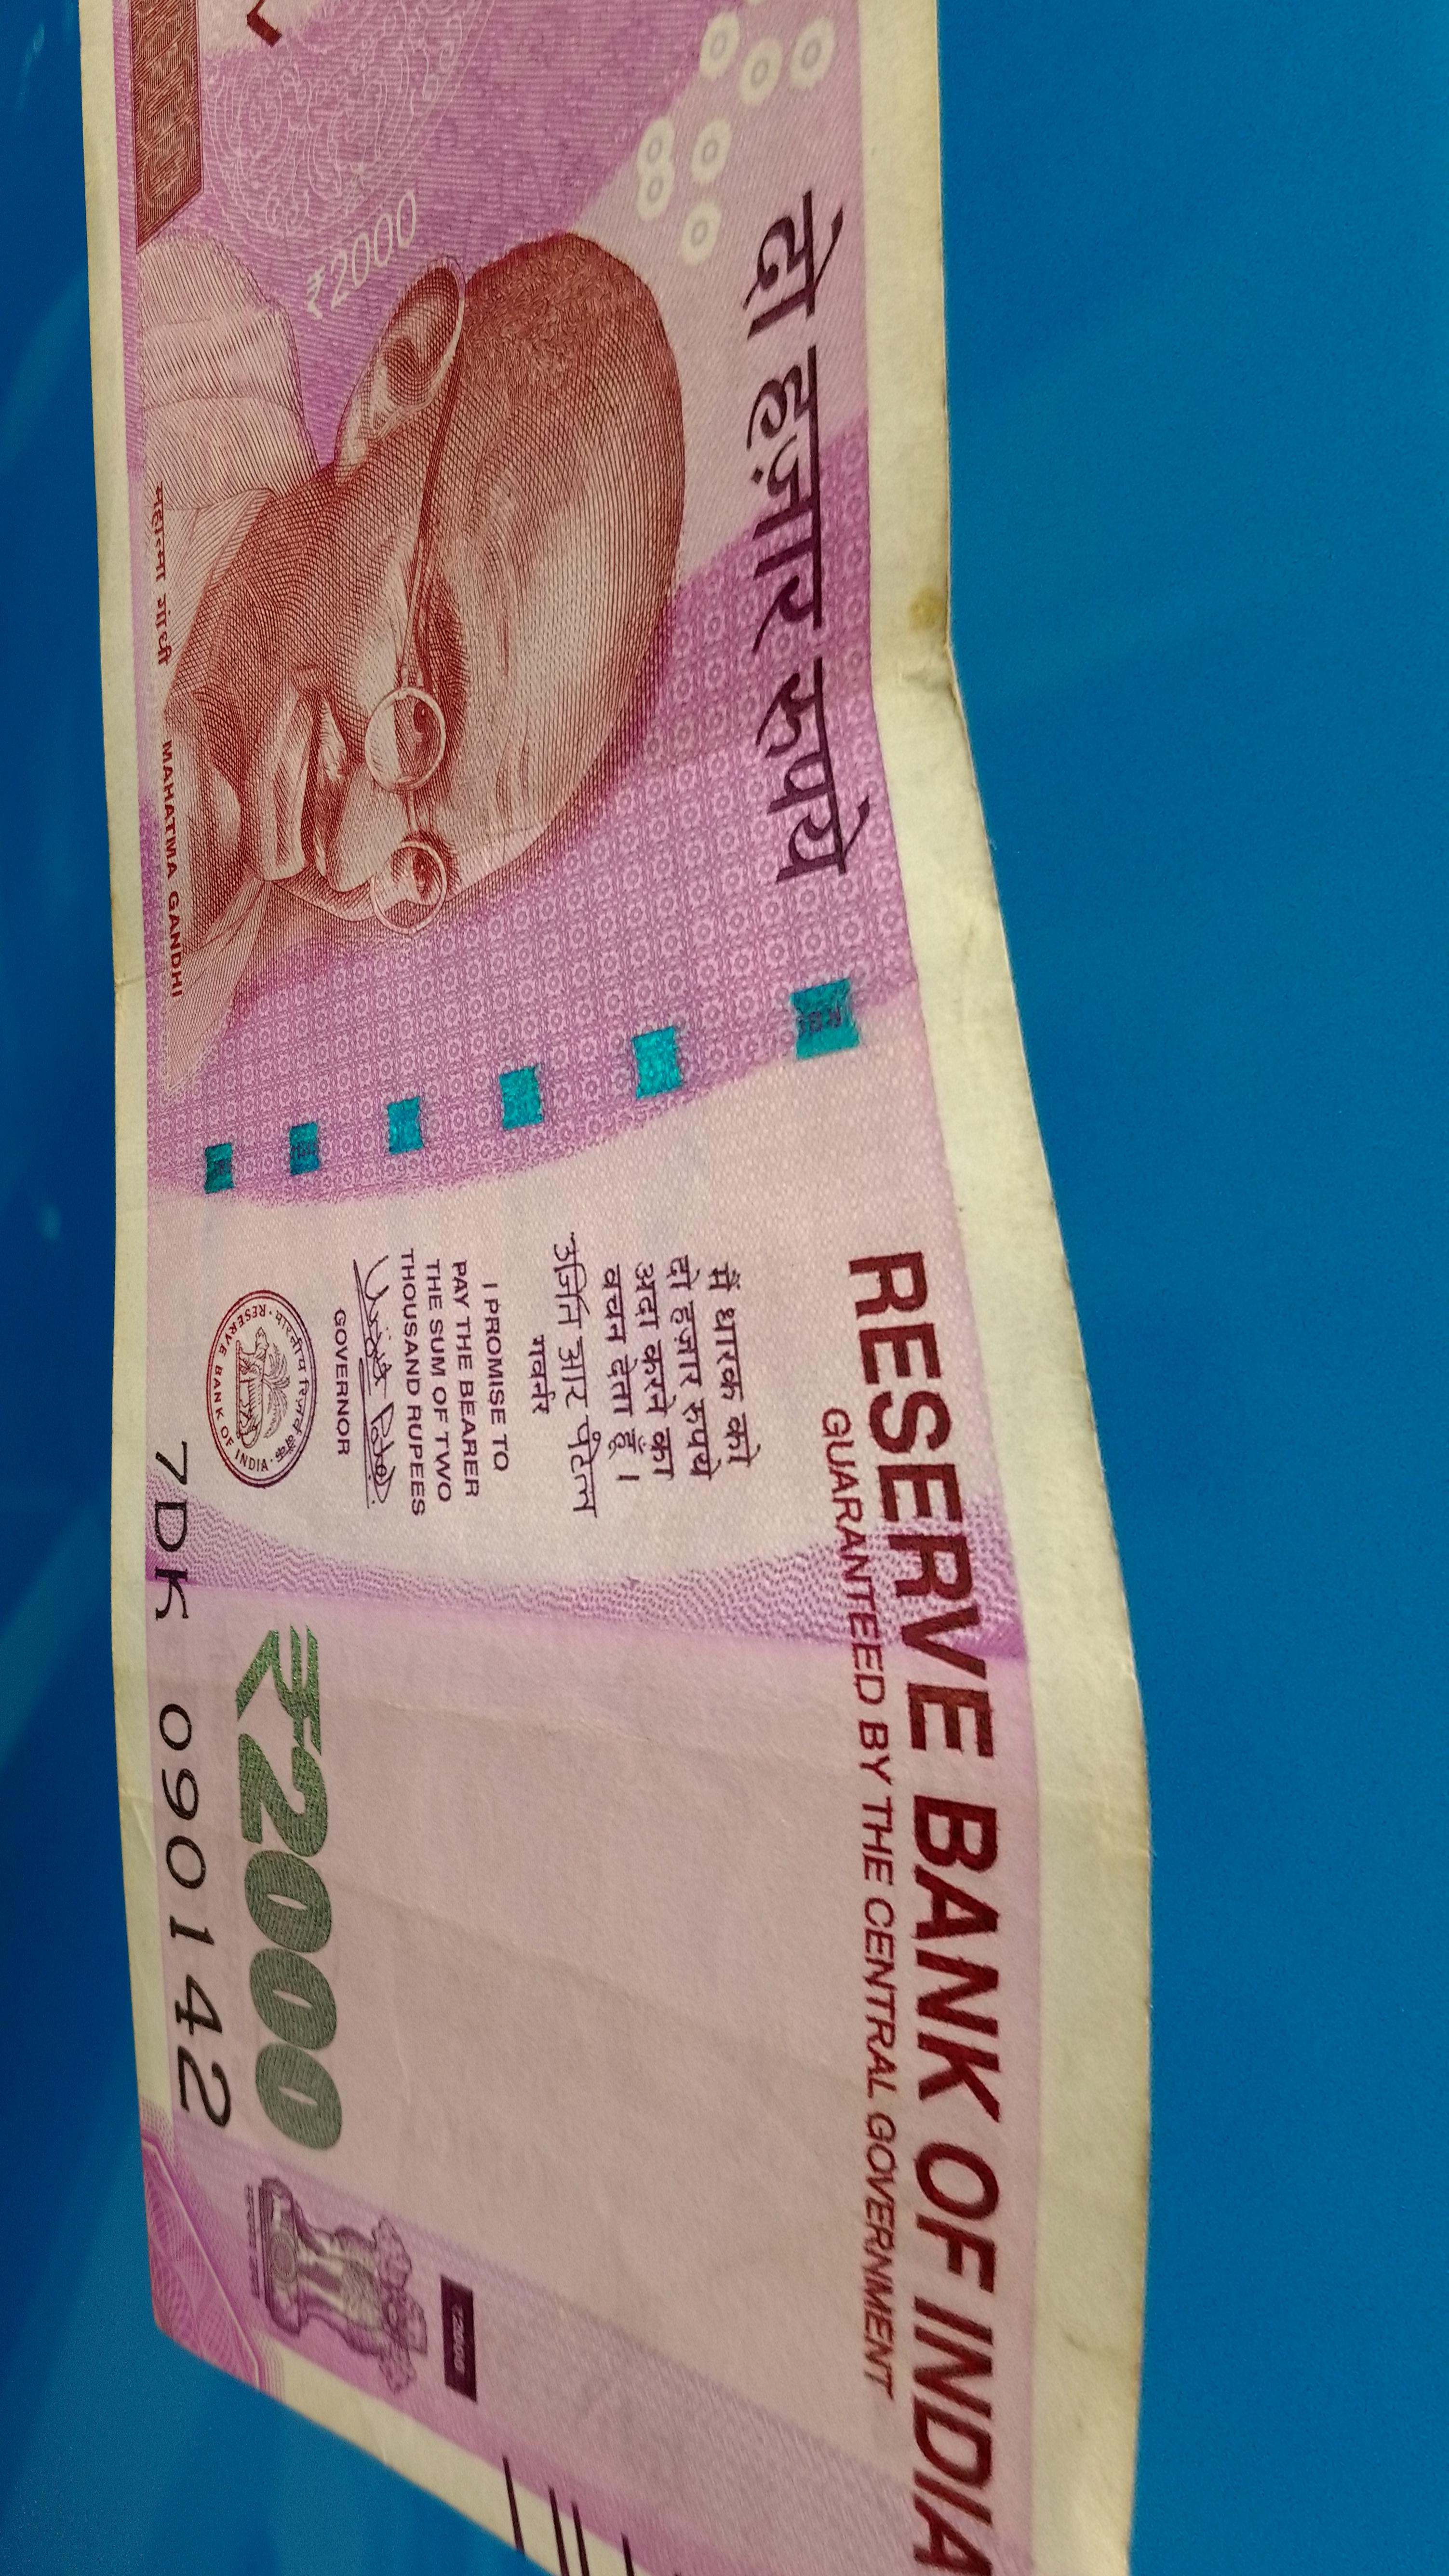 RESERVE BANK OF INDIA
GUARANTEED BY THE CENTRAL GOVERNMENT
दो हज़ार रुपये
₹2000
महात्मा गांधी
MAHATMA GANDHI
मैं धारक को
दो हज़ार रुपये
अदा करने का
वचन देता हूँ।
उर्जित आर पटेल
गवर्नर
I PROMISE TO
PAY THE BEARER
THE SUM OF TWO
THOUSAND RUPEES
GOVERNOR
भारतीय रिज़र्व बैंक
RESERVE BANK OF INDIA
7DK 090142
₹2000